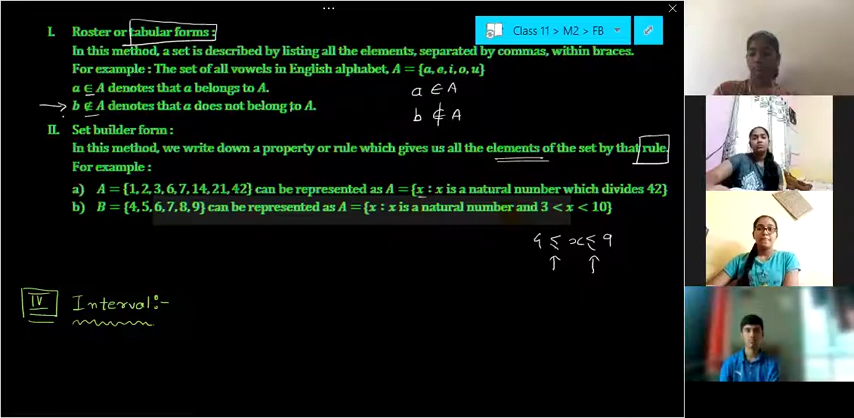 Class 11 > M2 > FB
I. Roster or tabular forms :
In this method, a set is described by listing all the elements, separated by commas, within braces.
For example : The set of all vowels in English alphabet, A = {a, e, i, o, u}
a ∈ A denotes that a belongs to A.
a ∈ A
b ∉ A denotes that a does not belong to A.
b ∉ A
II. Set builder form :
In this method, we write down a property or rule which gives us all the elements of the set by that rule.
For example :
a) A = {1, 2, 3, 6, 7, 14, 21, 42} can be represented as A = {x : x is a natural number which divides 42}
b) B = {4, 5, 6, 7, 8, 9} can be represented as A = {x : x is a natural number and 3 < x < 10}
4 ≤ x ≤ 9
IV Interval:-